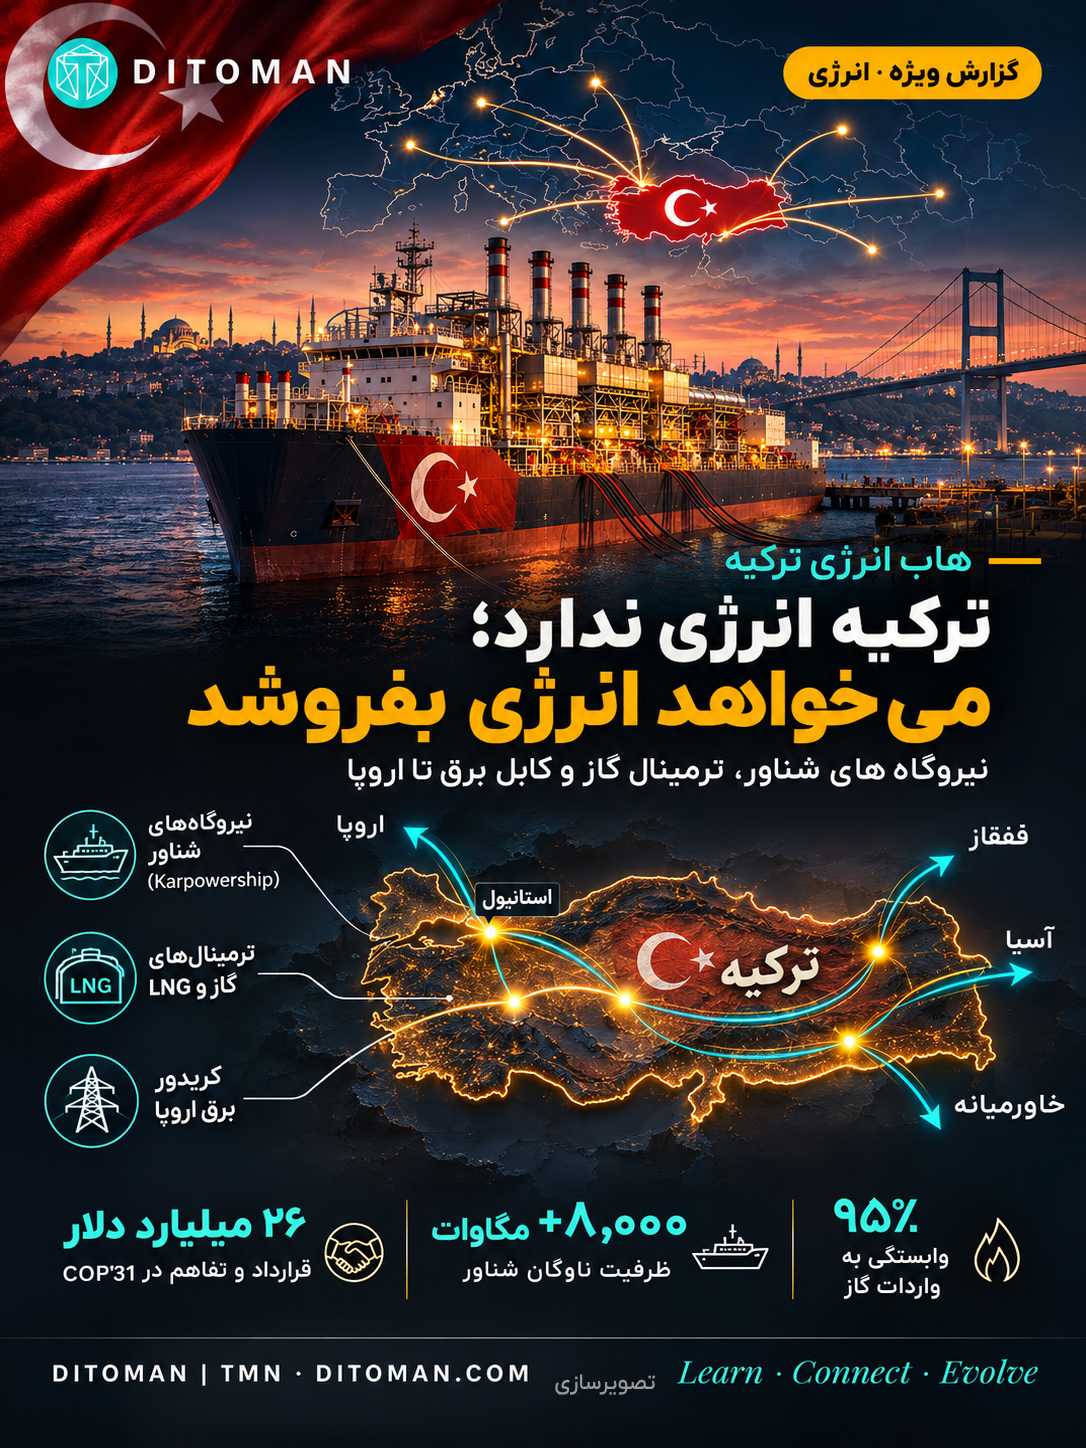 DITOMAN
گزارش ویژه · انرژی
هاب انرژی ترکیه
ترکیه انرژی ندارد؛
می‌خواهد انرژی بفروشد
نیروگاه های شناور، ترمینال گاز و کابل برق تا اروپا
نیروگاه‌های
شناور
(Karpowership)
ترمینال‌های
گاز و LNG
LNG
کریدور
برق اروپا
اروپا
استانیول
ترکیه
قفقاز
آسیا
خاورمیانه
۹۵٪
وابستگی به
واردات گاز
+۸,۰۰۰ مگاوات
ظرفیت ناوگان شناور
۲۶ میلیارد دلار
قرارداد و تفاهم در COP'31
DITOMAN | TMN · DITOMAN.COM
تصویرسازی
Learn · Connect · Evolve